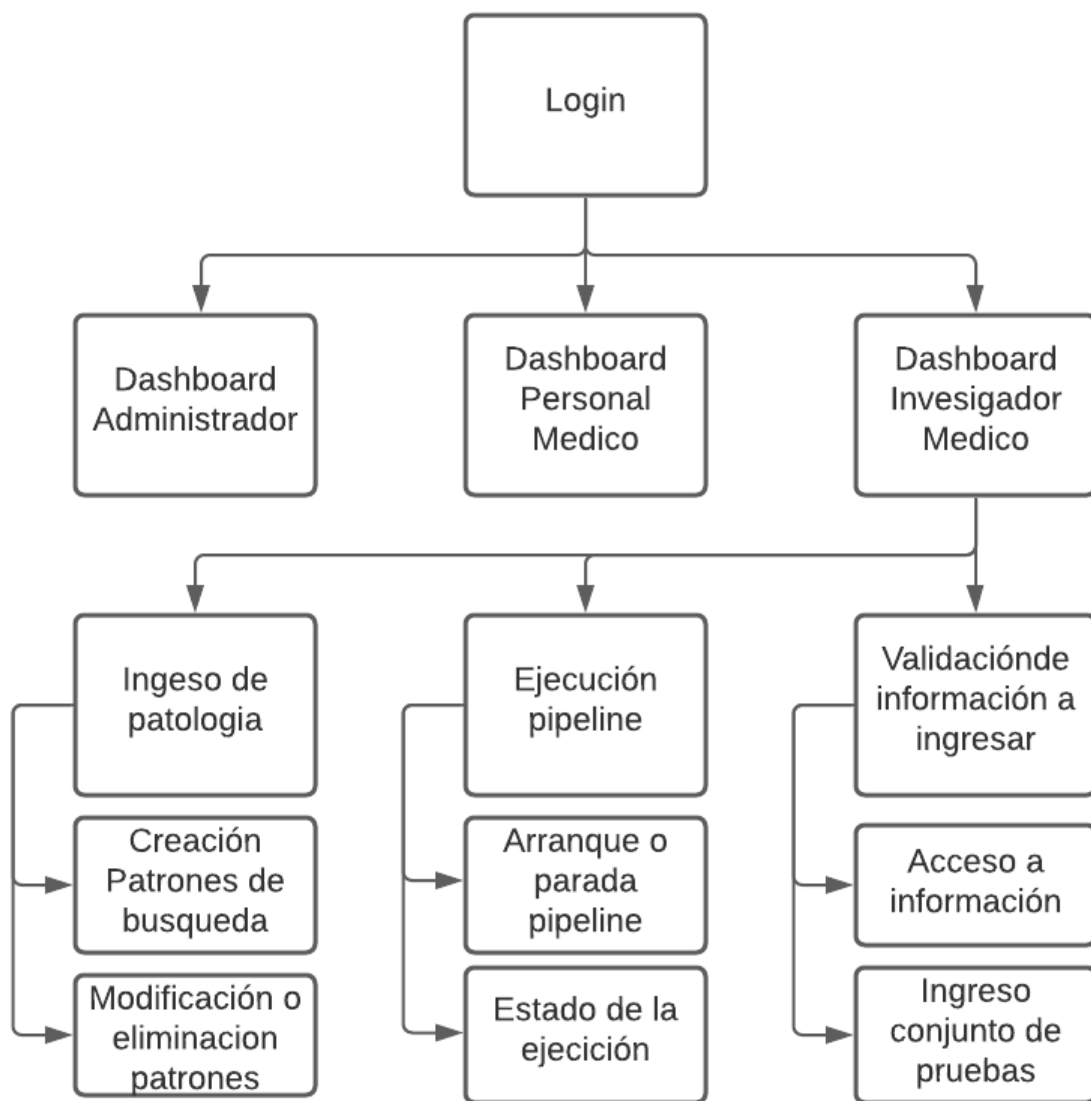 Login
Dashboard
Administrador
Dashboard
Personal
Medico
Dashboard
Invesigador
Medico
Ingeso de
patologia
Ejecución
pipeline
Validaciónde
información a
ingresar
Creación
Patrones de
busqueda
Arranque o
parada
pipeline
Acceso a
información
Modificación o
eliminacion
patrones
Estado de la
ejecición
Ingreso
conjunto de
pruebas